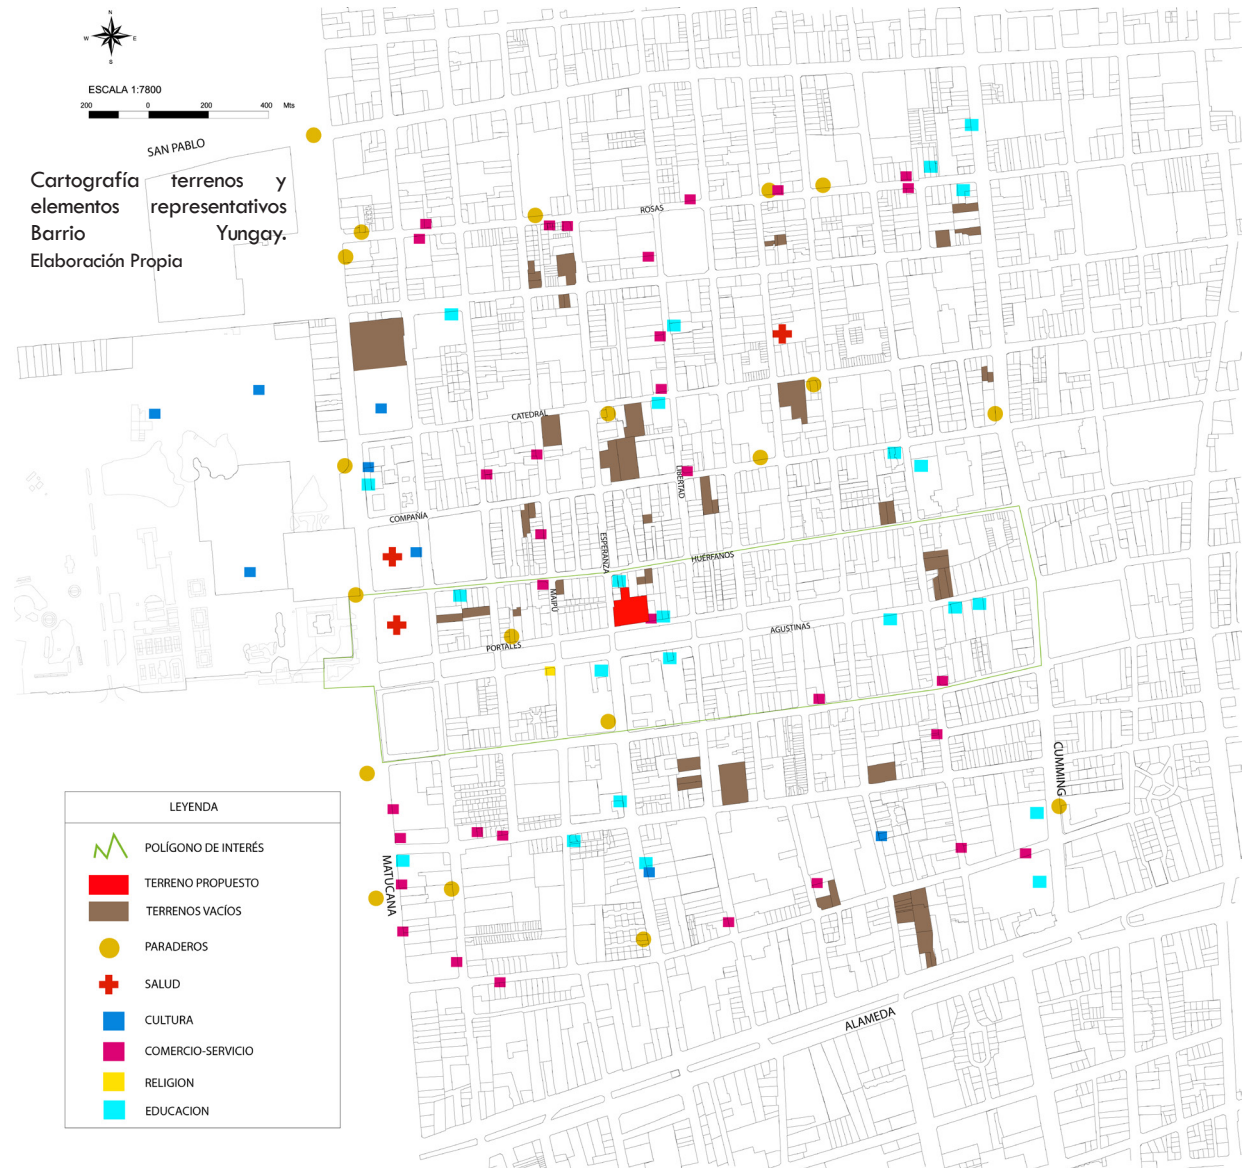 N
W E
S
ESCALA 1:7800
200 0 200 400 Mts
SAN PABLO
Cartografía terrenos y
elementos representativos
Barrio Yungay.
Elaboración Propia
ROSAS
CATEDRAL
LIBERTAD
COMPAÑÍA
ESPERANZA
HUÉRFANOS
MAIPÚ
AGUSTINAS
PORTALES
CUMMING
MATUCANA
ALAMEDA
LEYENDA
POLÍGONO DE INTERÉS
TERRENO PROPUESTO
TERRENOS VACÍOS
PARADEROS
SALUD
CULTURA
COMERCIO-SERVICIO
RELIGION
EDUCACION